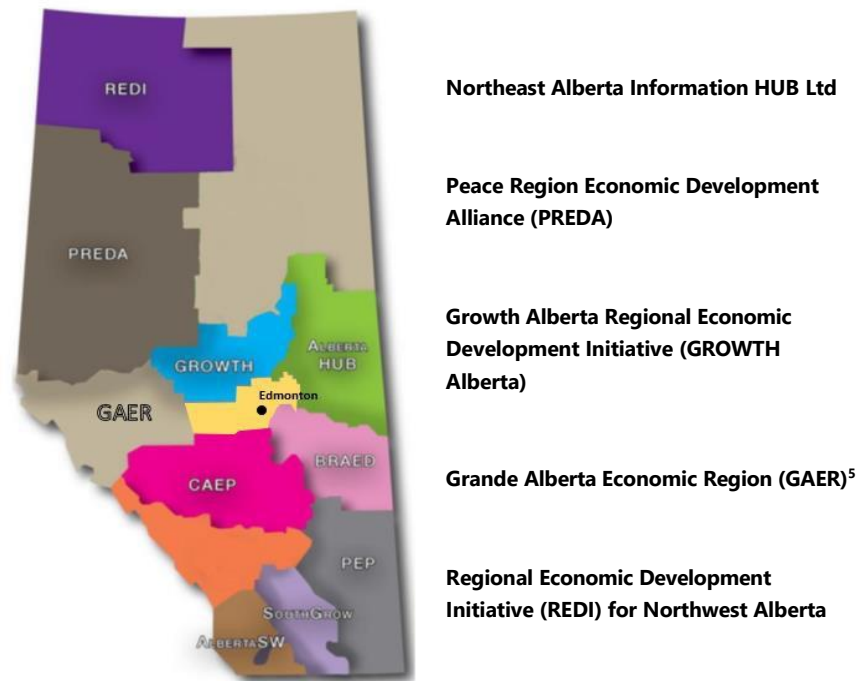 REDI
PREDA
GROWTH
ALBERTA
HUB
Edmonton
GAER
BRAED
CAEP
PEP
SOUTHGROW
ALBERTASW
Northeast Alberta Information HUB Ltd
Peace Region Economic Development
Alliance (PREDA)
Growth Alberta Regional Economic
Development Initiative (GROWTH
Alberta)
Grande Alberta Economic Region (GAER)⁵
Regional Economic Development
Initiative (REDI) for Northwest Alberta